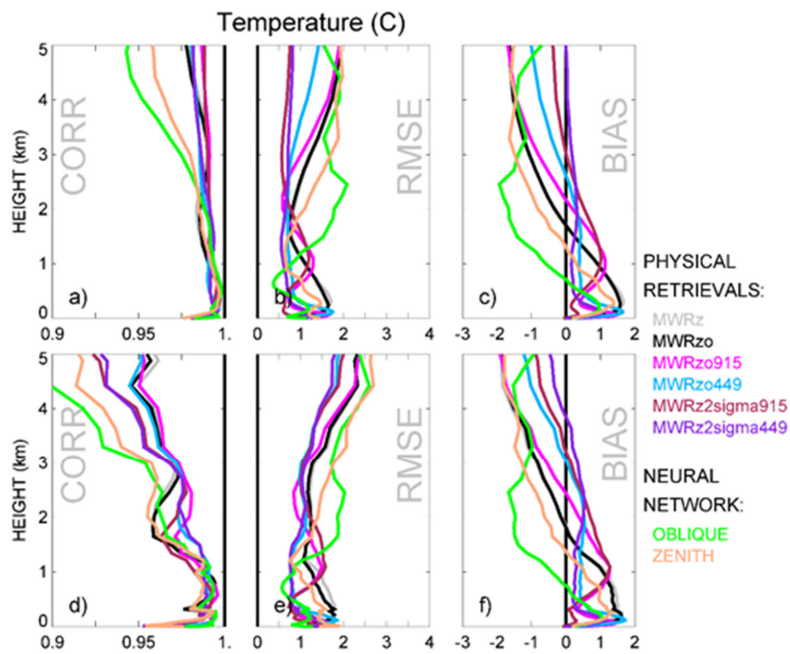 Temperature (C)
5
4
3
2
1
0
HEIGHT (km)
CORR
a)
0.9
0.95
1.
RMSE
b)
0
1
2
3
4
BIAS
c)
-3
-2
-1
0
1
2
5
4
3
2
1
0
HEIGHT (km)
CORR
d)
0.9
0.95
1.
RMSE
e)
0
1
2
3
4
BIAS
f)
-3
-2
-1
0
1
2
PHYSICAL
RETRIEVALS:
MWRz
MWRzo
MWRzo915
MWRzo449
MWRz2sigma915
MWRz2sigma449
NEURAL
NETWORK:
OBLIQUE
ZENITH